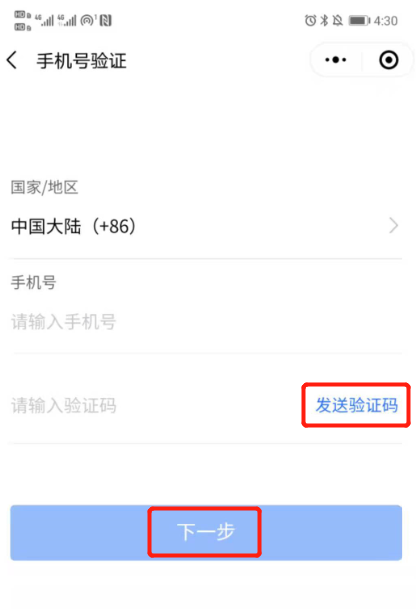 4:30
手机号验证
国家/地区
中国大陆（+86）
手机号
请输入手机号
请输入验证码 发送验证码
下一步